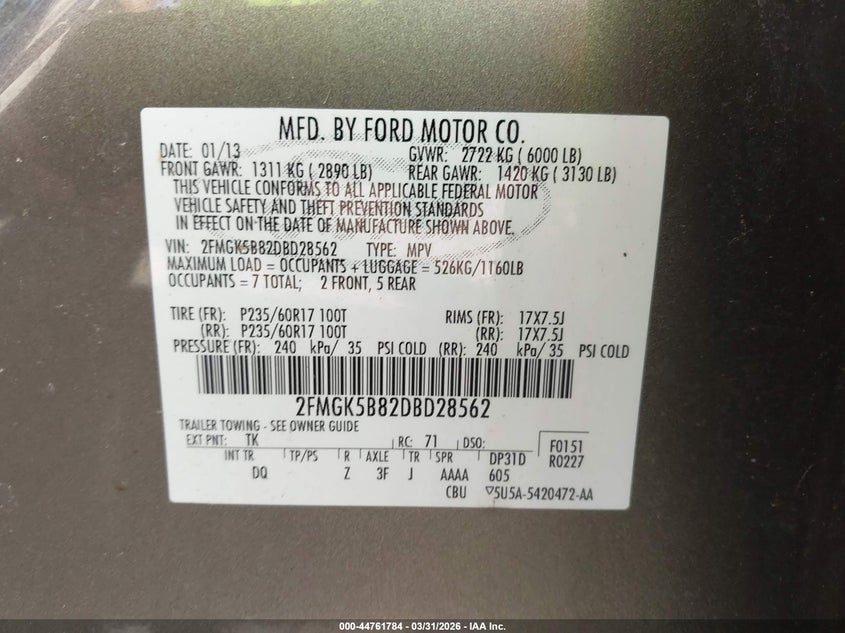 MFD. BY FORD MOTOR CO.
DATE: 01/13 GVWR: 2722 KG ( 6000 LB)
FRONT GAWR: 1311 KG ( 2890 LB) REAR GAWR: 1420 KG ( 3130 LB)
THIS VEHICLE CONFORMS TO ALL APPLICABLE FEDERAL MOTOR
VEHICLE SAFETY AND THEFT PREVENTION STANDARDS
IN EFFECT ON THE DATE OF MANUFACTURE SHOWN ABOVE.
VIN: 2FMGK5B82DBD28562 TYPE: MPV
MAXIMUM LOAD = OCCUPANTS + LUGGAGE = 526KG/1160LB
OCCUPANTS = 7 TOTAL; 2 FRONT, 5 REAR
TIRE (FR): P235/60R17 100T RIMS (FR): 17X7.5J
(RR): P235/60R17 100T (RR): 17X7.5J
PRESSURE (FR): 240 kPa/ 35 PSI COLD (RR): 240 kPa/ 35 PSI COLD
2FMGK5B82DBD28562
TRAILER TOWING - SEE OWNER GUIDE
EXT PNT: TK RC: 71 DSO: F0151
INT TR TP/PS R AXLE TR SPR DP31D R0227
DQ Z 3F J AAAA 605
CBU ▽5U5A-5420472-AA
000-44761784 - 03/31/2026 - IAA Inc.